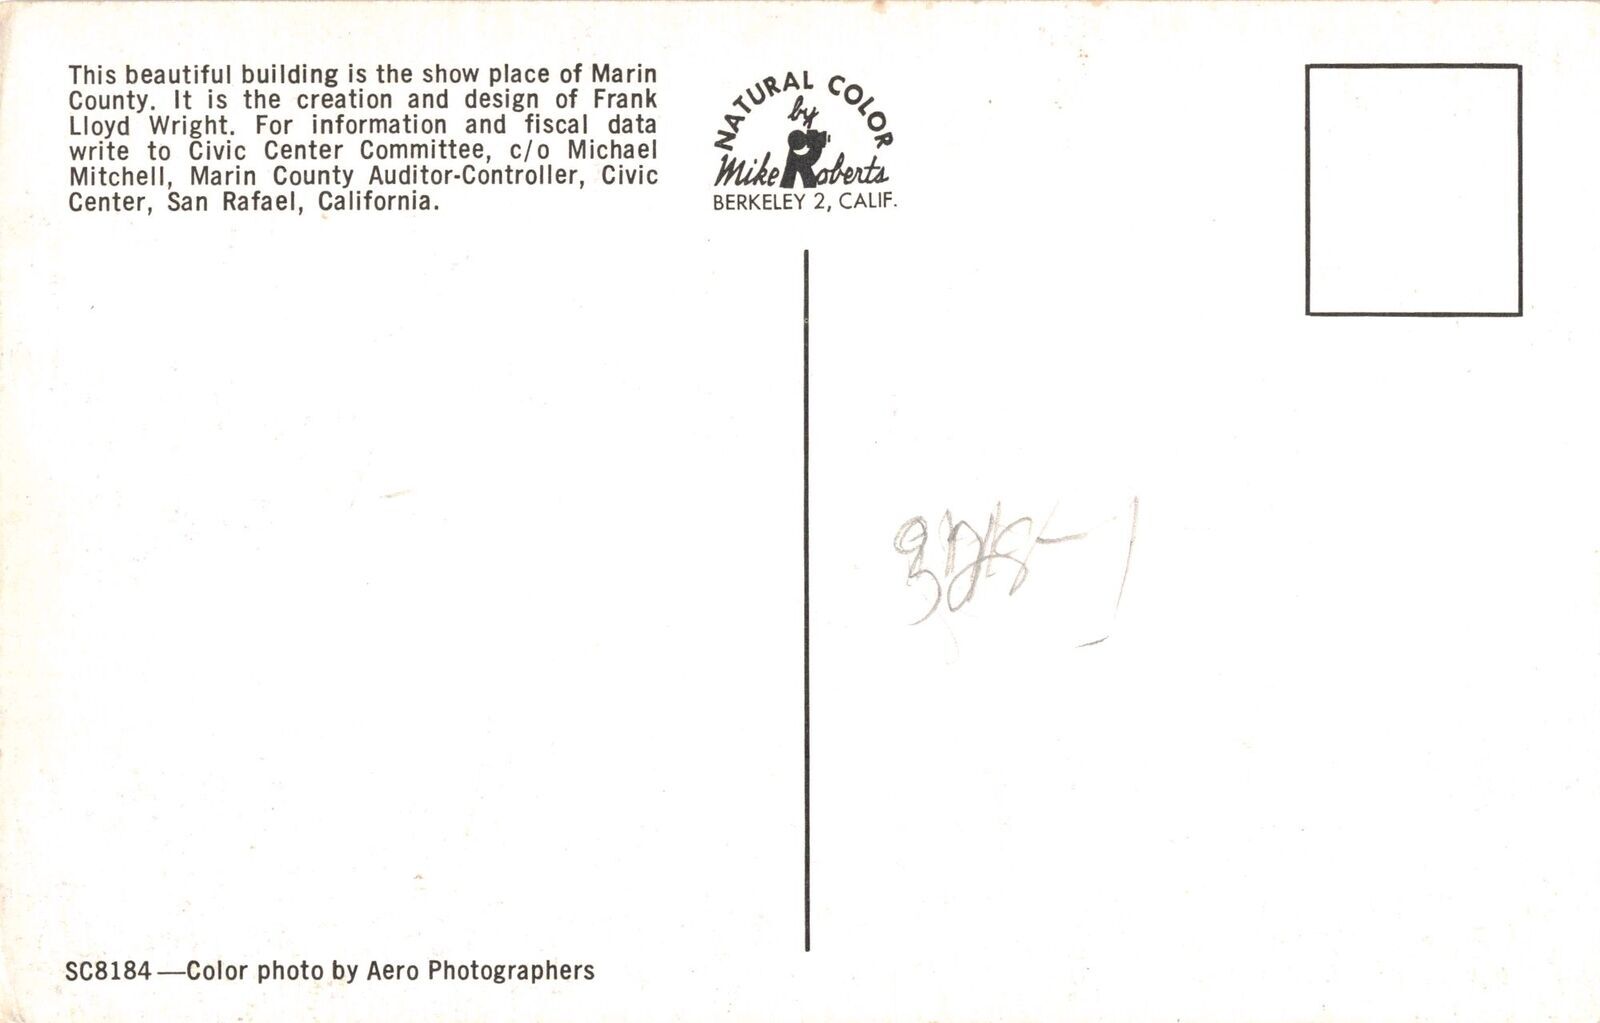 This beautiful building is the show place of Marin
County. It is the creation and design of Frank
Lloyd Wright. For information and fiscal data
write to Civic Center Committee, c/o Michael
Mitchell, Marin County Auditor-Controller, Civic
Center, San Rafael, California.
NATURAL COLOR
by
Mike Roberts
BERKELEY 2, CALIF.
SC8184—Color photo by Aero Photographers